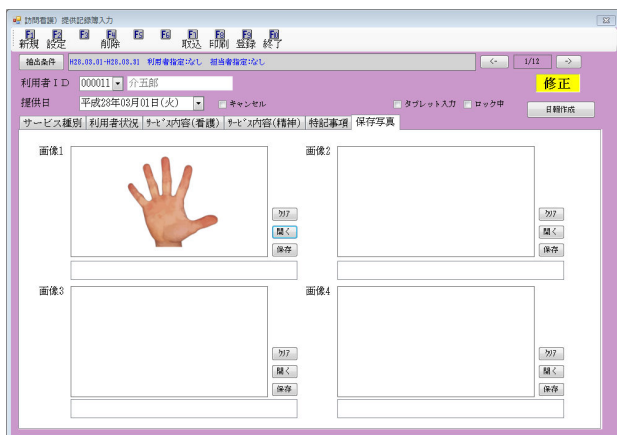 訪問看護) 提供記録簿入力
F1 F2 F3 F4 F5 F6 F7 F8 F9 F0
新規 設定 削除 取込 印刷 登録 終了
抽出条件 H28.03.01-H28.03.31 利用者指定:なし 担当者指定:なし <- 1/12 ->
利用者ID 000011 介五郎 修正
提供日 平成28年03月01日(火) キャンセル タブレット入力 ロック中 日報作成
サービス種別 利用者状況 サービス内容(看護) サービス内容(精神) 特記事項 保存写真
画像1 画像2
クリア クリア
開く 開く
保存 保存
画像3 画像4
クリア クリア
開く 開く
保存 保存